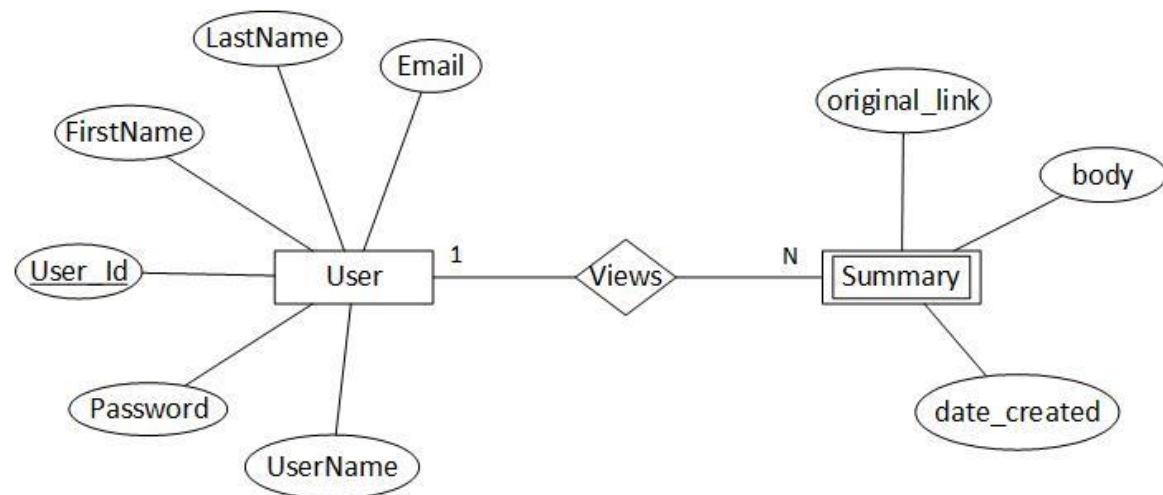 LastName
Email
FirstName
original_link
body
User_Id
User
1
Views
N
Summary
Password
UserName
date_created